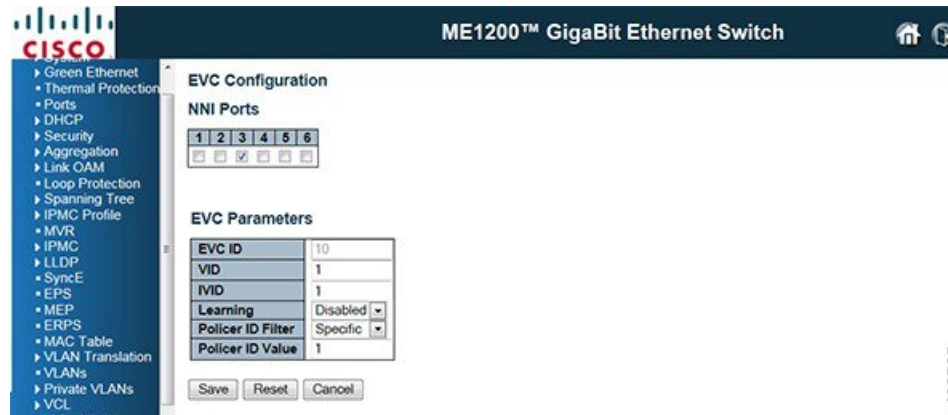 CISCO
ME1200™ GigaBit Ethernet Switch
Green Ethernet
Thermal Protection
Ports
DHCP
Security
Aggregation
Link OAM
Loop Protection
Spanning Tree
IPMC Profile
MVR
IPMC
LLDP
SyncE
EPS
MEP
ERPS
MAC Table
VLAN Translation
VLANs
Private VLANs
VCL
EVC Configuration
NNI Ports
1 2 3 4 5 6
EVC Parameters
EVC ID 10
VID 1
IVID 1
Learning Disabled
Policer ID Filter Specific
Policer ID Value 1
Save Reset Cancel